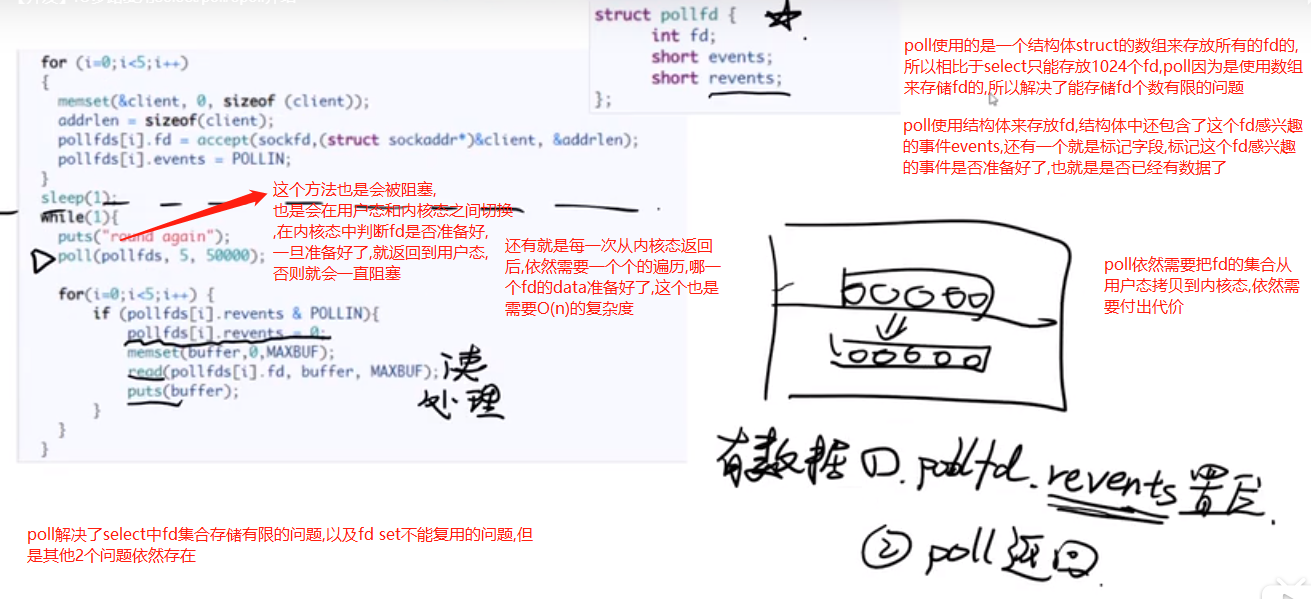 struct pollfd {
int fd;
short events;
short revents;
};
poll使用的是一个结构体struct的数组来存放所有的fd的,
所以相比于select只能存放1024个fd,poll因为是使用数组
来存储fd的,所以解决了能存储fd个数有限的问题
poll使用结构体来存放fd,结构体中还包含了这个fd感兴趣
的事件events,还有一个就是标记字段,标记这个fd感兴趣
的事件是否准备好了,也就是是否已经有数据了
for (i=0;i<5;i++)
{
memset(&client, 0, sizeof (client));
addrlen = sizeof(client);
pollfds[i].fd = accept(sockfd,(struct sockaddr*)&client, &addrlen);
pollfds[i].events = POLLIN;
}
sleep(1);
while(1){
puts("round again");
poll(pollfds, 5, 50000);
for(i=0;i<5;i++) {
if (pollfds[i].revents & POLLIN){
pollfds[i].revents = 0;
memset(buffer,0,MAXBUF);
read(pollfds[i].fd, buffer, MAXBUF);
puts(buffer);
}
}
}
这个方法也是会被阻塞,
也是会在用户态和内核态之间切换
,在内核态中判断fd是否准备好,
一旦准备好了,就返回到用户态,
否则就会一直阻塞
还有就是每一次从内核态返回
后,依然需要一个个的遍历,哪一
个fd的data准备好了,这个也是
需要O(n)的复杂度
读
处理
poll依然需要把fd的集合从
用户态拷贝到内核态,依然需
要付出代价
有数据 ①. pollfd.revents 置位.
② poll返回.
poll解决了select中fd集合存储有限的问题,以及fd set不能复用的问题,但
是其他2个问题依然存在